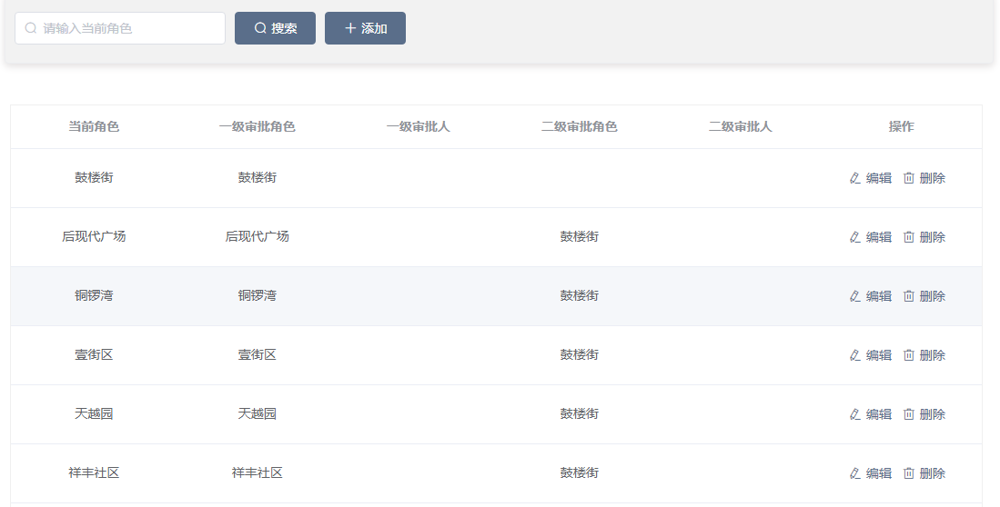 请输入当前角色 搜索 添加
当前角色 一级审批角色 一级审批人 二级审批角色 二级审批人 操作
鼓楼街 鼓楼街 编辑 删除
后现代广场 后现代广场 鼓楼街 编辑 删除
铜锣湾 铜锣湾 鼓楼街 编辑 删除
壹街区 壹街区 鼓楼街 编辑 删除
天越园 天越园 鼓楼街 编辑 删除
祥丰社区 祥丰社区 鼓楼街 编辑 删除